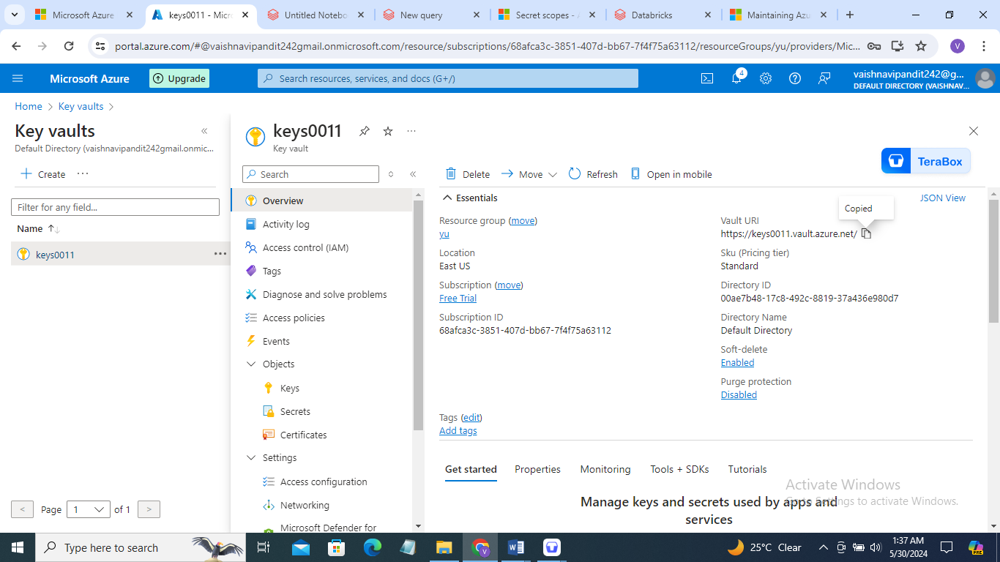 Microsoft Azure
keys0011 - Micr
Untitled Notebo
New query
Secret scopes - A
Databricks
Maintaining Azu
portal.azure.com/#@vaishnavipandit242gmail.onmicrosoft.com/resource/subscriptions/68afca3c-3851-407d-bb67-7f4f75a63112/resourceGroups/yu/providers/Mic...
V
Microsoft Azure
Upgrade
Search resources, services, and docs (G+/)
4
vaishnavipandit242@g...
DEFAULT DIRECTORY (VAISHNAV...
Home > Key vaults >
Key vaults
Default Directory (vaishnavipandit242gmail.onmic...
+ Create ...
Filter for any field...
Name ↑↓
keys0011 ...
Page 1 of 1
keys0011 ...
Key vault
Search
Overview
Activity log
Access control (IAM)
Tags
Diagnose and solve problems
Access policies
Events
Objects
Keys
Secrets
Certificates
Settings
Access configuration
Networking
Microsoft Defender for
Delete
Move
Refresh
Open in mobile
TeraBox
Essentials
JSON View
Copied
Resource group (move)
yu
Location
East US
Subscription (move)
Free Trial
Subscription ID
68afca3c-3851-407d-bb67-7f4f75a63112
Vault URI
https://keys0011.vault.azure.net/
Sku (Pricing tier)
Standard
Directory ID
00ae7b48-17c8-492c-8819-37a436e980d7
Directory Name
Default Directory
Soft-delete
Enabled
Purge protection
Disabled
Tags (edit)
Add tags
Get started
Properties
Monitoring
Tools + SDKs
Tutorials
Manage keys and secrets used by apps and
services
Activate Windows
Go to Settings to activate Windows.
Type here to search
25°C Clear
1:37 AM
5/30/2024
PRE